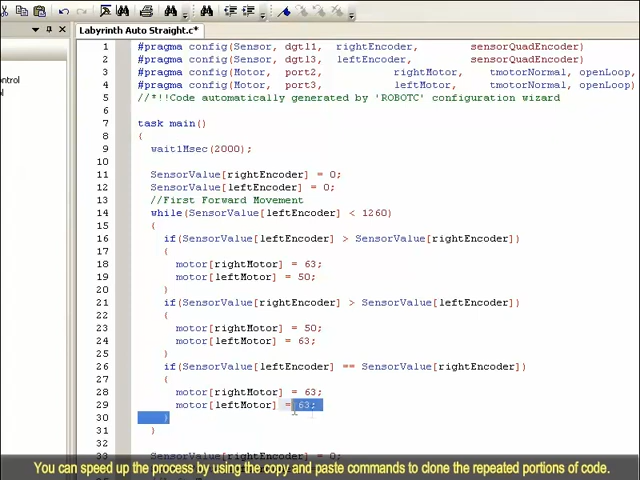 Labyrinth Auto Straight.c*
1 #pragma config(Sensor, dgtl1, rightEncoder, sensorQuadEncoder)
2 #pragma config(Sensor, dgtl3, leftEncoder, sensorQuadEncoder)
3 #pragma config(Motor, port2, rightMotor, tmotorNormal, openLoop,
ontrol
4 #pragma config(Motor, port3, leftMotor, tmotorNormal, openLoop,
5 //*!!Code automatically generated by 'ROBOTC' configuration wizard
6
7 task main()
8 {
9 wait1Msec(2000);
10
11 SensorValue[rightEncoder] = 0;
12 SensorValue[leftEncoder] = 0;
13 //First Forward Movement
14 while(SensorValue[leftEncoder] < 1260)
15 {
16 if(SensorValue[leftEncoder] > SensorValue[rightEncoder])
17 {
18 motor[rightMotor] = 63;
19 motor[leftMotor] = 50;
20 }
21 if(SensorValue[rightEncoder] > SensorValue[leftEncoder])
22 {
23 motor[rightMotor] = 50;
24 motor[leftMotor] = 63;
25 }
26 if(SensorValue[leftEncoder] == SensorValue[rightEncoder])
27 {
28 motor[rightMotor] = 63;
29 motor[leftMotor] = 63;
30 }
31 }
32
SensorValue[rightEncoder] = 0;
You can speed up the process by using the copy and paste commands to clone the repeated portions of code.